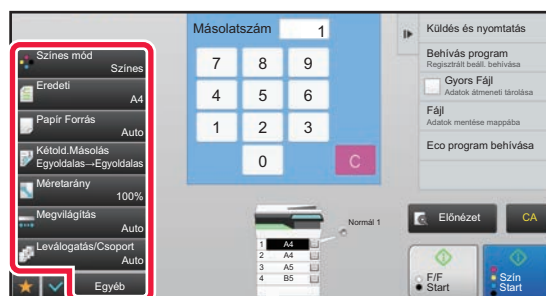 Színes mód
Színes
Eredeti
A4
Papír Forrás
Auto
Kétold.Másolás
Egyoldalas→Egyoldalas
Méretarány
100%
Megvilágítás
Auto
Leválogatás/Csoport
Auto
Egyéb
Másolatszám
1
7 8 9
4 5 6
1 2 3
0 C
Normál 1
1 A4
2 A4
3 A5
4 B5
Küldés és nyomtatás
Behívás program
Regisztrált beáll. behívása
Gyors Fájl
Adatok átmeneti tárolása
Fájl
Adatok mentése mappába
Eco program behívása
Előnézet
CA
F/F
Start
Szín
Start